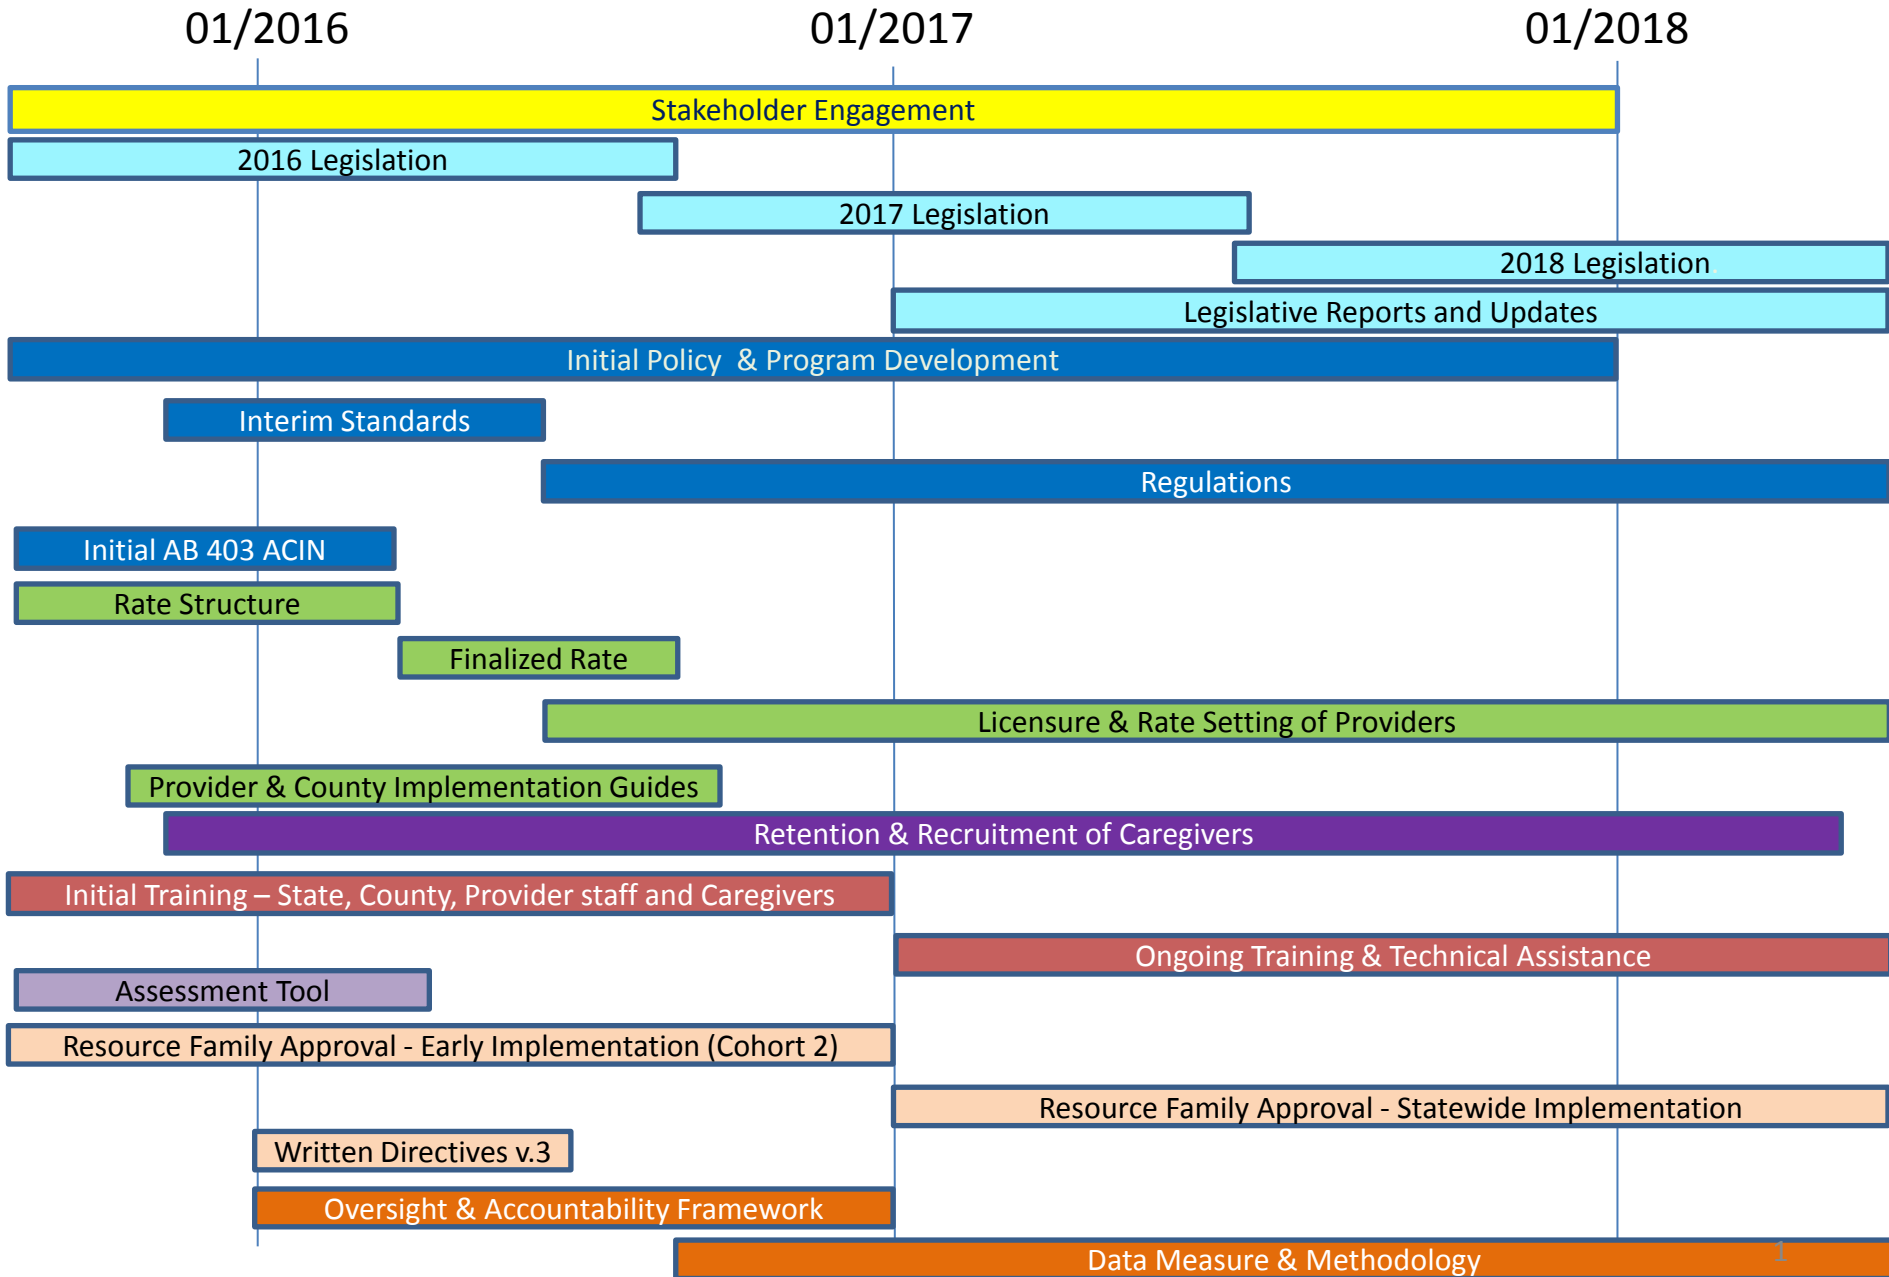 01/2016
01/2017
01/2018
Stakeholder Engagement
2016 Legislation
2017 Legislation
2018 Legislation.
Legislative Reports and Updates
Initial Policy & Program Development
Interim Standards
Regulations
Initial AB 403 ACIN
Rate Structure
Finalized Rate
Licensure & Rate Setting of Providers
Provider & County Implementation Guides
Retention & Recruitment of Caregivers
Initial Training – State, County, Provider staff and Caregivers
Ongoing Training & Technical Assistance
Assessment Tool
Resource Family Approval - Early Implementation (Cohort 2)
Resource Family Approval - Statewide Implementation
Written Directives v.3
Oversight & Accountability Framework
Data Measure & Methodology
1